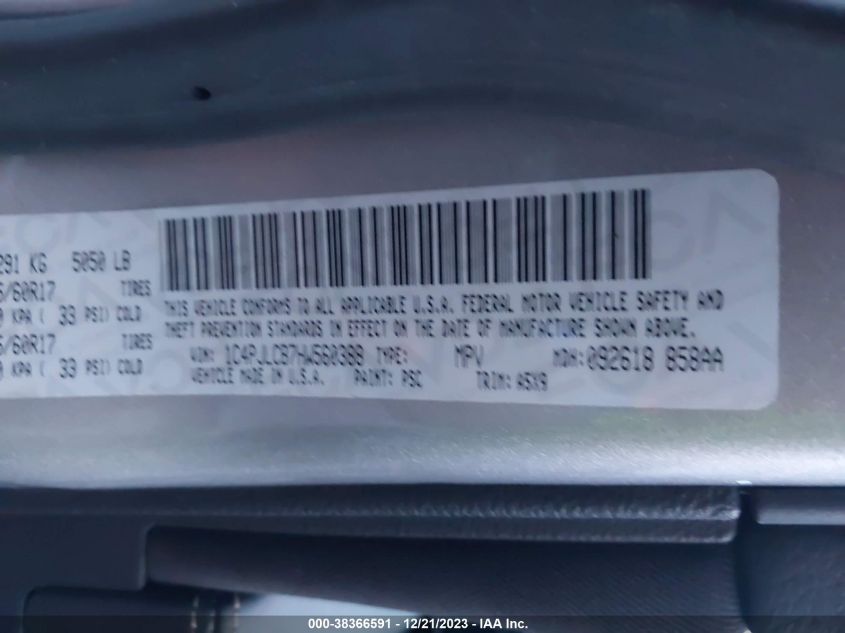 291 KG 5050 LB
/60R17 TIRES
KPA ( 33 PSI) COLD
/60R17 TIRES
KPA ( 33 PSI) COLD
THIS VEHICLE CONFORMS TO ALL APPLICABLE U.S.A. FEDERAL MOTOR VEHICLE SAFETY AND
THEFT PREVENTION STANDARDS IN EFFECT ON THE DATE OF MANUFACTURE SHOWN ABOVE.
VIN: 1C4PJLCB7HW560388 TYPE: MPV MDH: 092618 858AA
VEHICLE MADE IN U.S.A. PAINT: PSC TRIM: A5X9
000-38366591 - 12/21/2023 - IAA Inc.